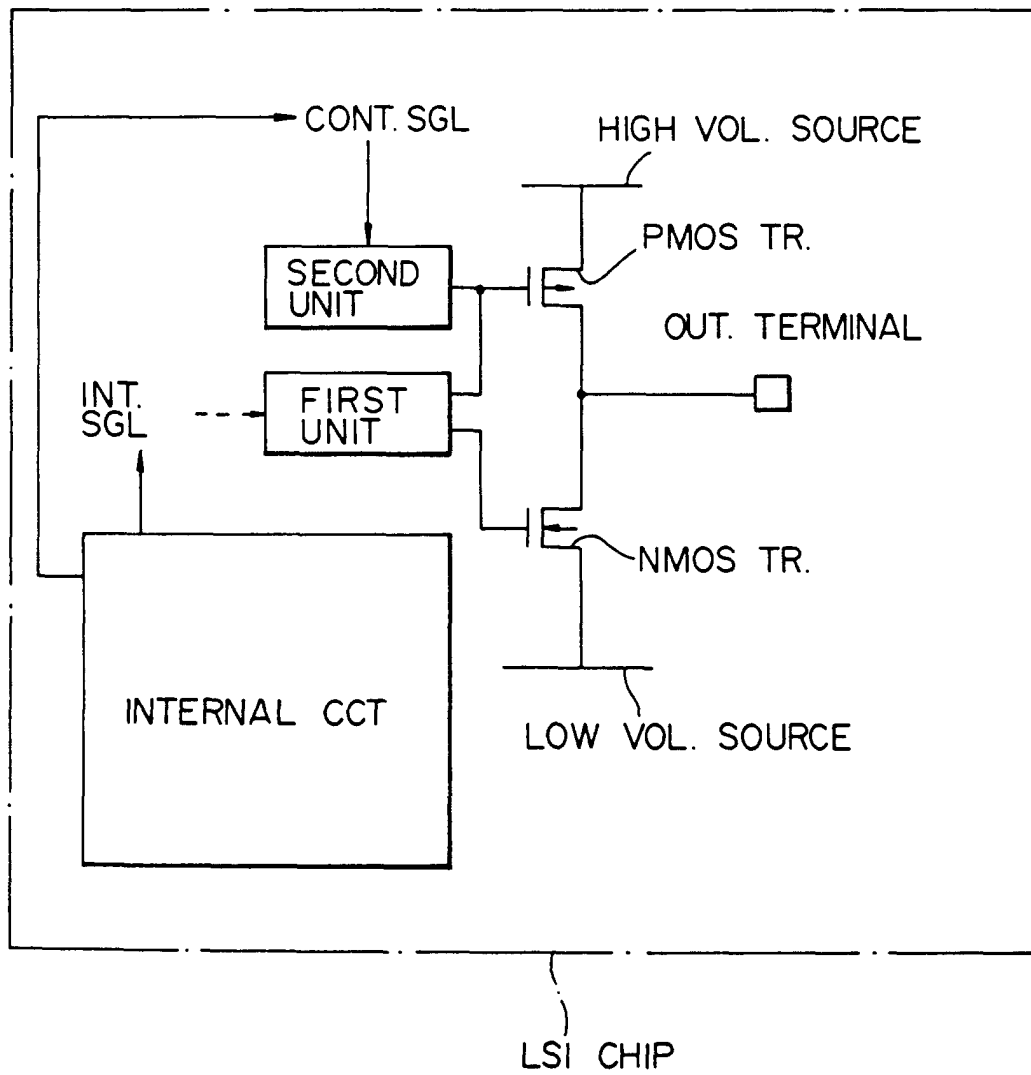 CONT. SGL
HIGH VOL. SOURCE
PMOS TR.
SECOND
UNIT
OUT. TERMINAL
INT.
SGL
FIRST
UNIT
NMOS TR.
INTERNAL CCT
LOW VOL. SOURCE
LSI CHIP